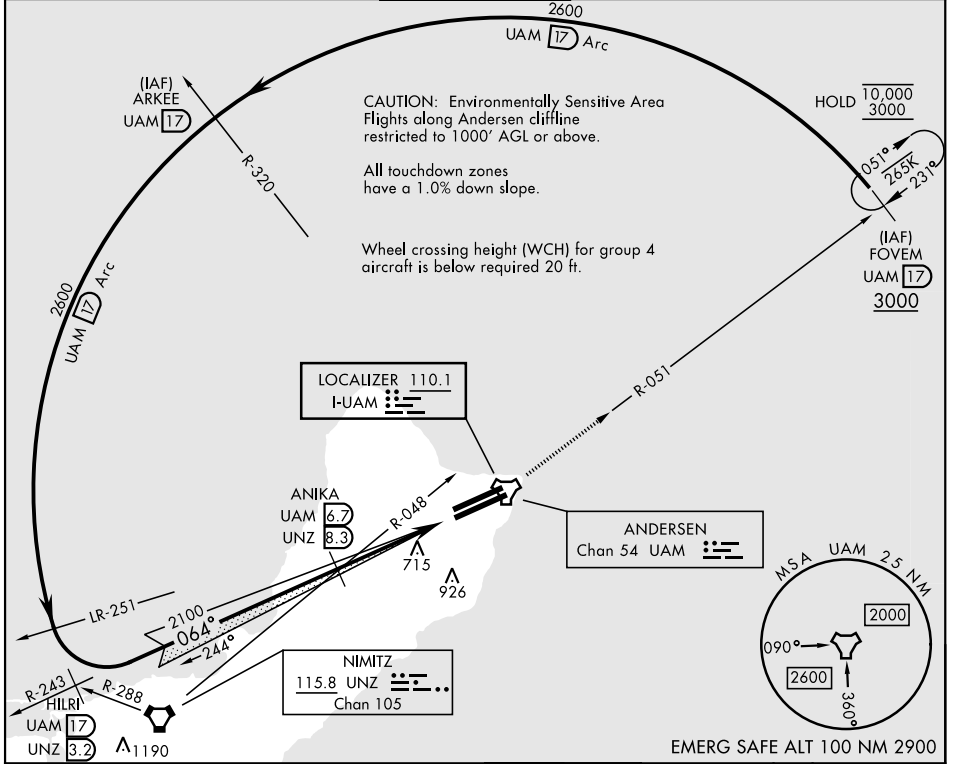 2600
UAM 17 Arc
(IAF)
ARKEE
UAM 17
R-320
CAUTION: Environmentally Sensitive Area
Flights along Andersen cliffline
restricted to 1000' AGL or above.
All touchdown zones
have a 1.0% down slope.
Wheel crossing height (WCH) for group 4
aircraft is below required 20 ft.
HOLD 10,000
3000
051°
265K
231°
(IAF)
FOVEM
UAM 17
3000
2600
UAM 17 Arc
LOCALIZER 110.1
I-UAM
R-051
ANIKA
UAM 6.7
UNZ 8.3
R-048
715
926
ANDERSEN
Chan 54 UAM
LR-251
2100
064°
244°
NIMITZ
115.8 UNZ
Chan 105
R-243
R-288
HILRI
UAM 17
UNZ 3.2
1190
MSA UAM 25 NM
2000
090°
2600
360°
EMERG SAFE ALT 100 NM 2900